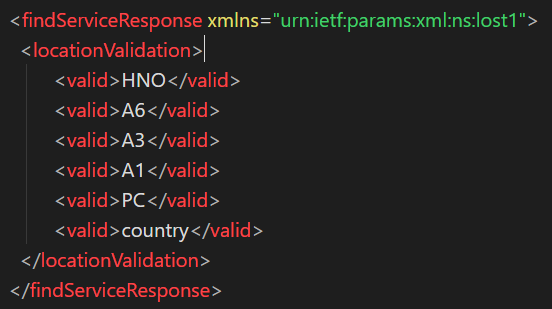 <findServiceResponse xmlns="urn:ietf:params:xml:ns:lost1">
<locationValidation>
<valid>HNO</valid>
<valid>A6</valid>
<valid>A3</valid>
<valid>A1</valid>
<valid>PC</valid>
<valid>country</valid>
</locationValidation>
</findServiceResponse>